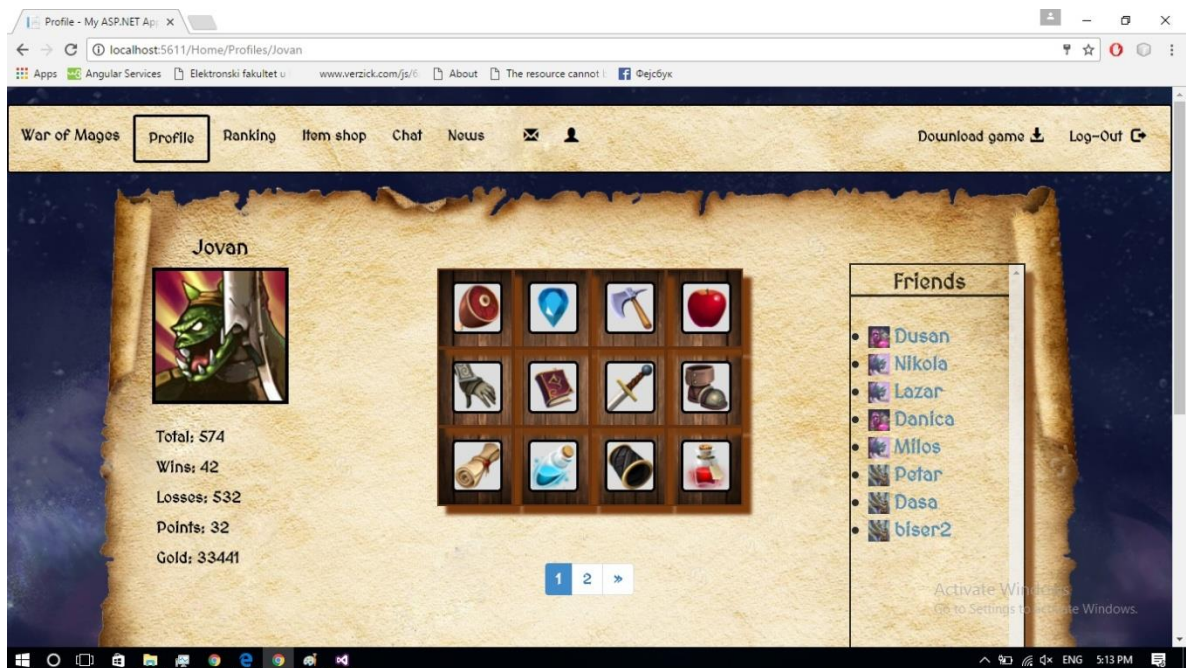 Profile - My ASP.NET Ap
localhost:5611/Home/Profiles/Jovan
Apps Angular Services Elektronski fakultet u www.verzick.com/js/6 About The resource cannot b Фејсбук
War of Mages Profile Ranking Item shop Chat News Download game Log-Out
Jovan
Total: 574
Wins: 42
Losses: 532
Points: 32
Gold: 33441
1 2 »
Friends
Dusan
Nikola
Lazar
Danica
Milos
Petar
Dasa
biser2
Activate Windows
Go to Settings to activate Windows.
ENG 5:13 PM